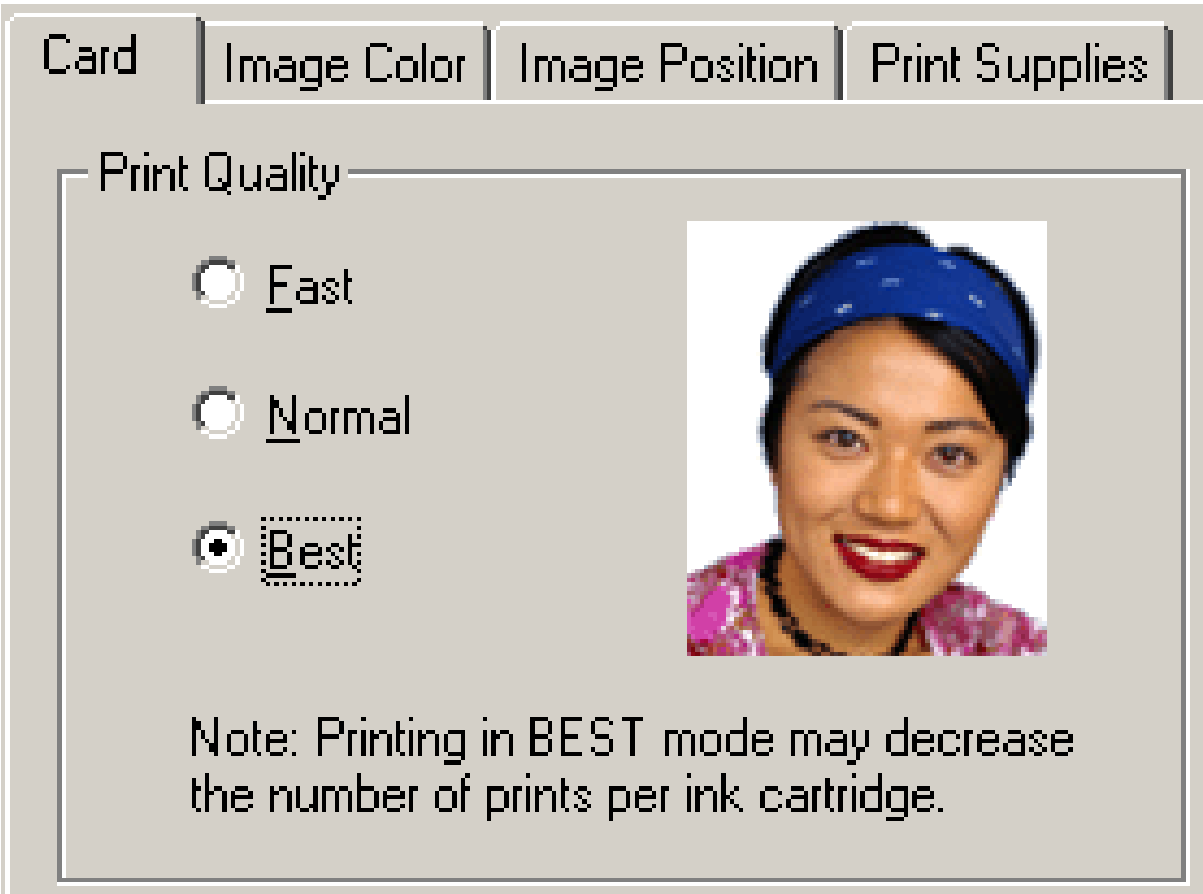 Card Image Color Image Position Print Supplies
Print Quality
Fast
Normal
Best
Note: Printing in BEST mode may decrease
the number of prints per ink cartridge.